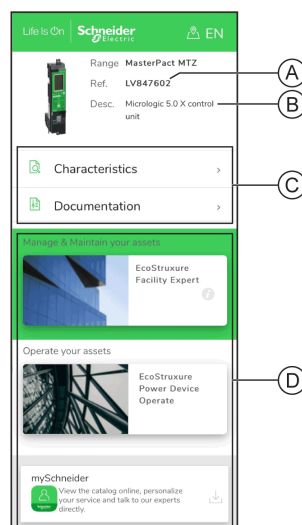 Life Is On Schneider Electric EN
Range MasterPact MTZ
Ref. LV847602
Desc. Micrologic 5.0 X control
unit
A
B
Characteristics
C
Documentation
Manage & Maintain your assets
EcoStruxure
Facility Expert
i
Operate your assets
EcoStruxure
Power Device
Operate
D
mySchneider
View the catalog online, personalize
your service and talk to our experts
directly.